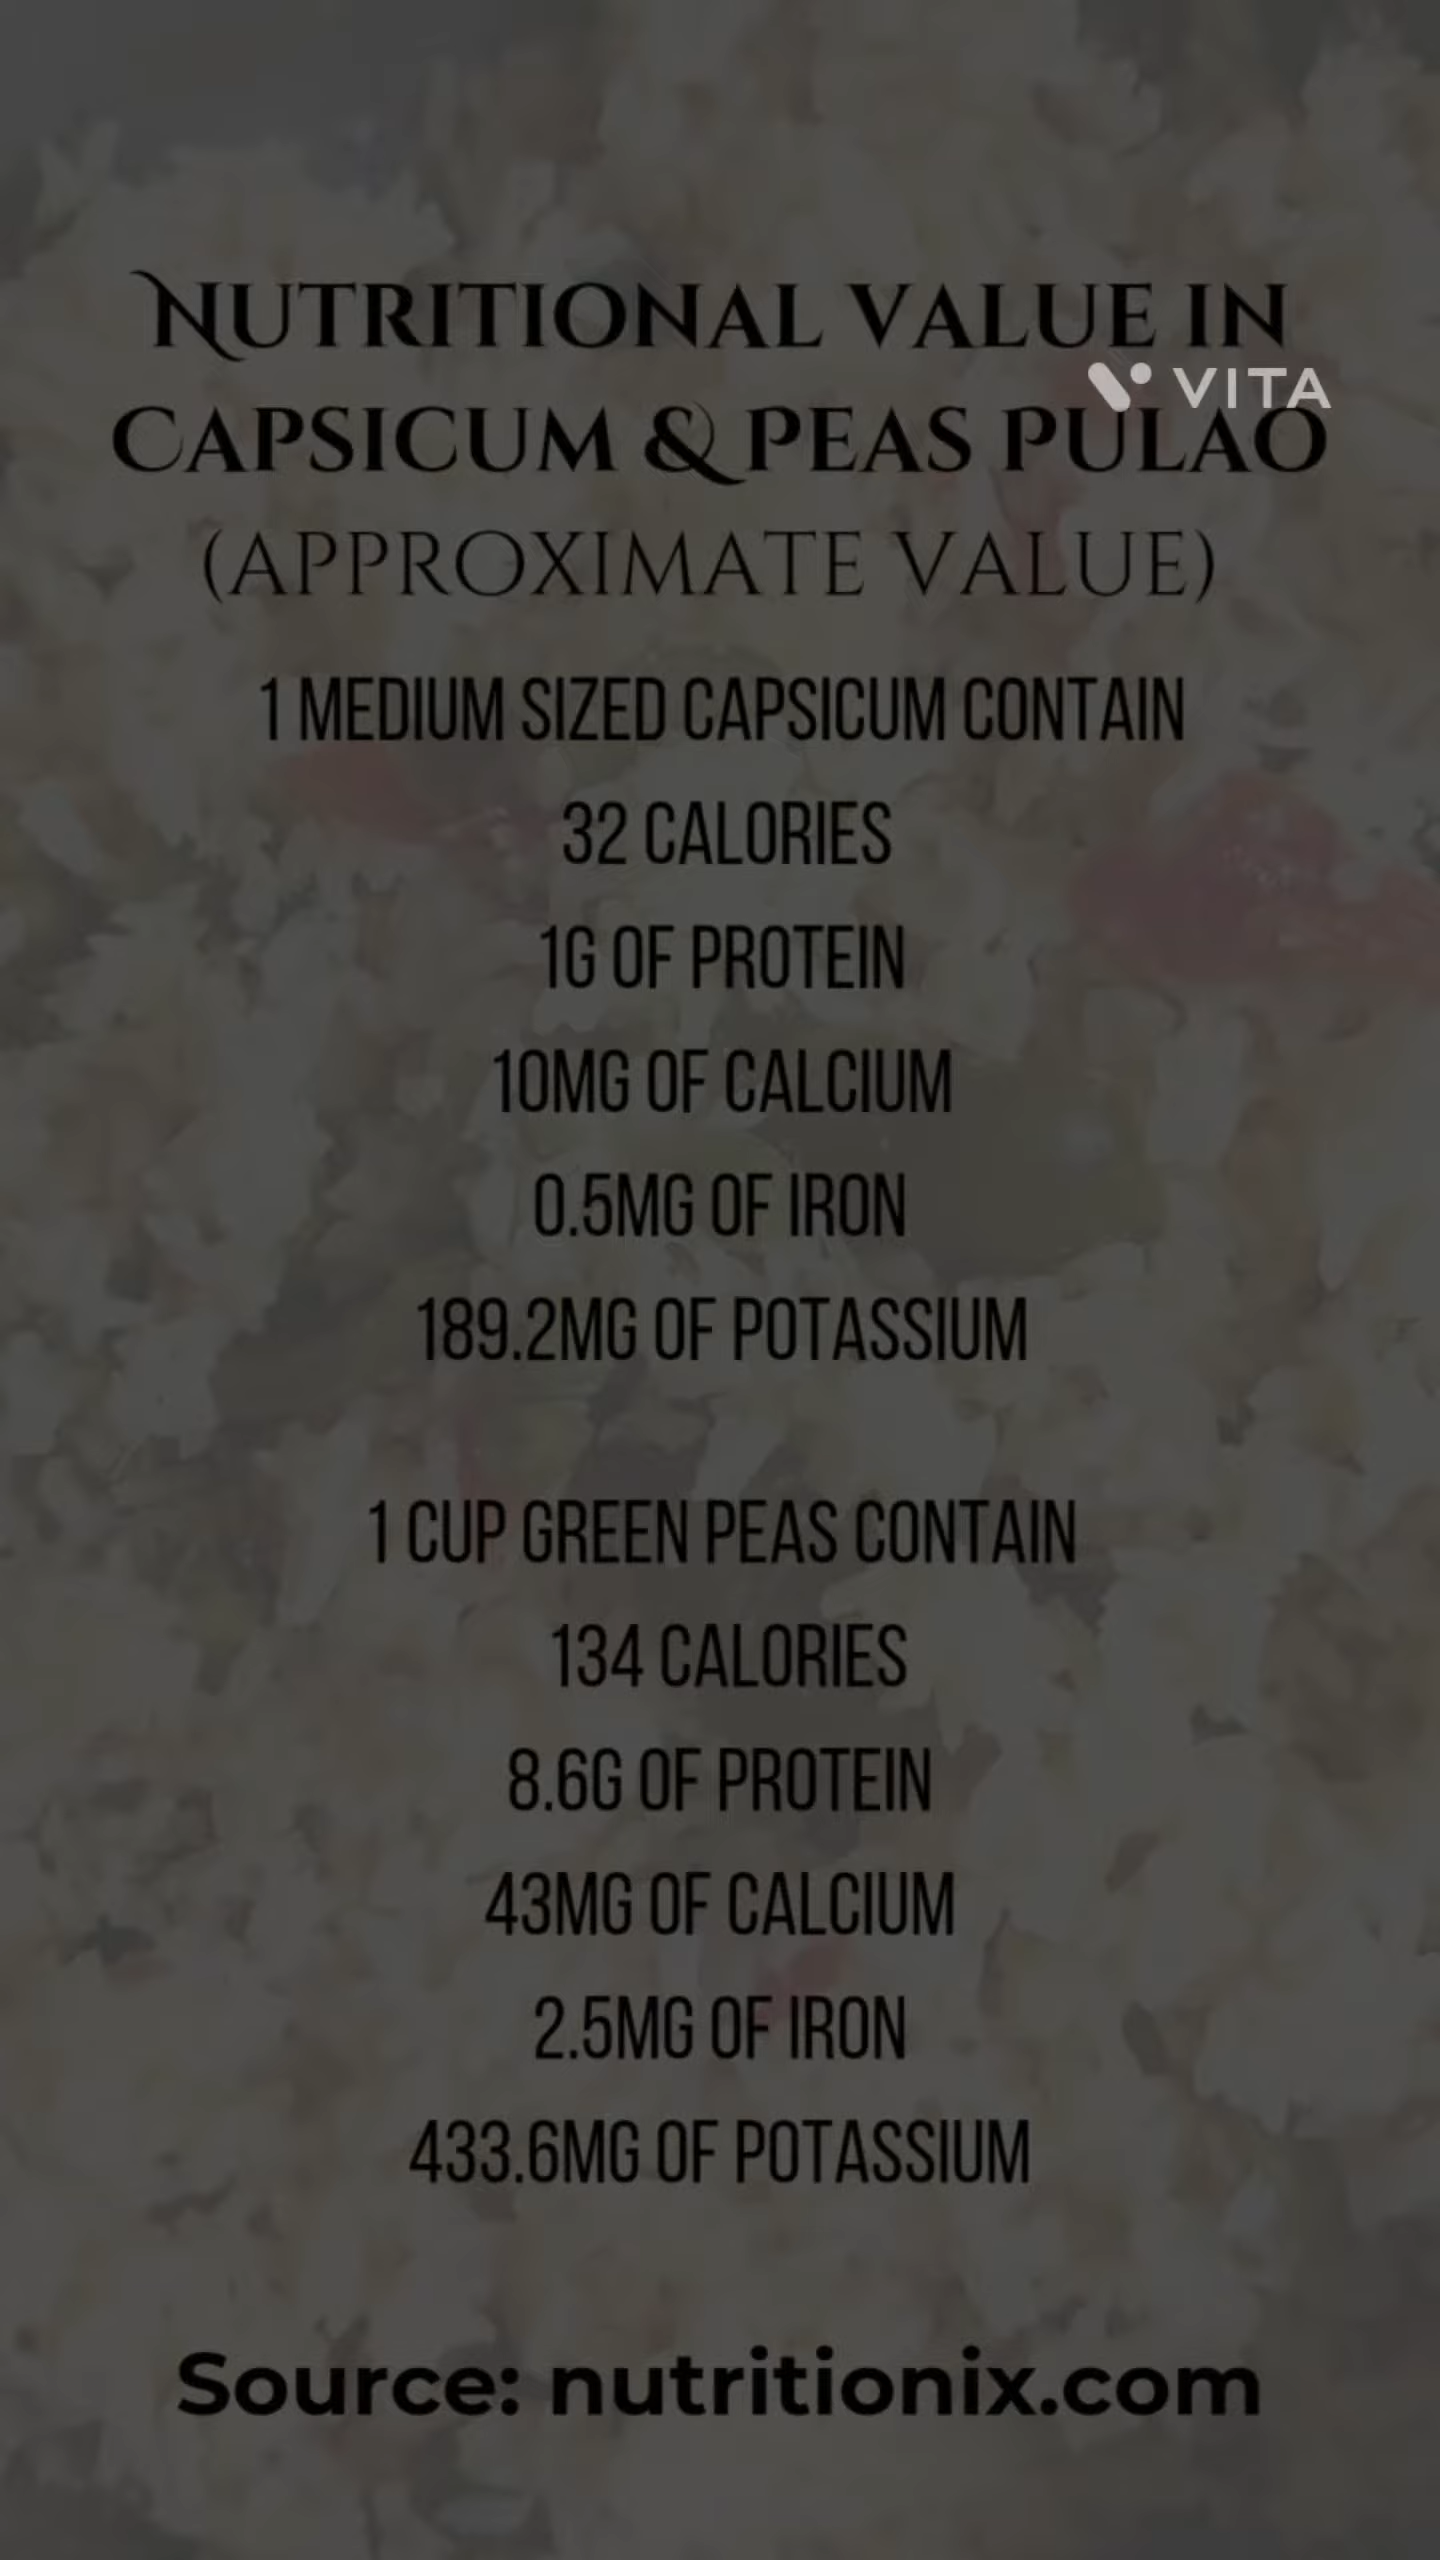 NUTRITIONAL VALUE IN
VITA
CAPSICUM & PEAS PULAO
(APPROXIMATE VALUE)
1 MEDIUM SIZED CAPSICUM CONTAIN
32 CALORIES
1G OF PROTEIN
10MG OF CALCIUM
0.5MG OF IRON
189.2MG OF POTASSIUM
1 CUP GREEN PEAS CONTAIN
134 CALORIES
8.6G OF PROTEIN
43MG OF CALCIUM
2.5MG OF IRON
433.6MG OF POTASSIUM
Source: nutritionix.com